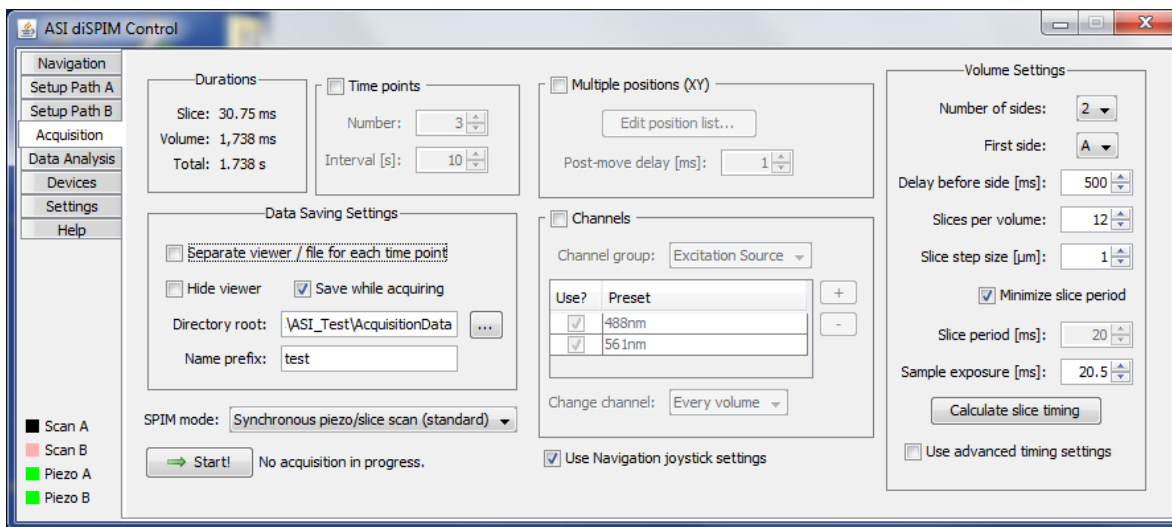 ASI diSPIM Control
Navigation
Setup Path A
Setup Path B
Acquisition
Data Analysis
Devices
Settings
Help
Scan A
Scan B
Piezo A
Piezo B
Durations
Slice: 30.75 ms
Volume: 1,738 ms
Total: 1.738 s
Time points
Number: 3
Interval [s]: 10
Data Saving Settings
Separate viewer / file for each time point
Hide viewer Save while acquiring
Directory root: .\ASI_Test\AcquisitionData ...
Name prefix: test
SPIM mode: Synchronous piezo/slice scan (standard)
Start! No acquisition in progress.
Multiple positions (XY)
Edit position list...
Post-move delay [ms]: 1
Channels
Channel group: Excitation Source
Use? Preset +
488nm -
561nm
Change channel: Every volume
Use Navigation joystick settings
Volume Settings
Number of sides: 2
First side: A
Delay before side [ms]: 500
Slices per volume: 12
Slice step size [µm]: 1
Minimize slice period
Slice period [ms]: 20
Sample exposure [ms]: 20.5
Calculate slice timing
Use advanced timing settings